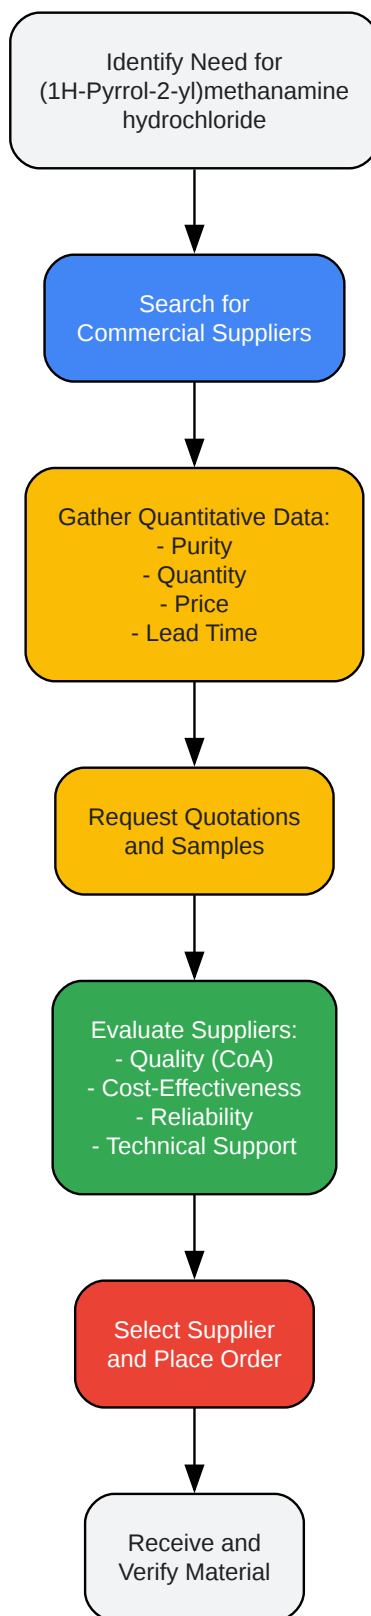 Identify Need for
(1H-Pyrrol-2-yl)methanamine
hydrochloride
Search for
Commercial Suppliers
Gather Quantitative Data:
- Purity
- Quantity
- Price
- Lead Time
Request Quotations
and Samples
Evaluate Suppliers:
- Quality (CoA)
- Cost-Effectiveness
- Reliability
- Technical Support
Select Supplier
and Place Order
Receive and
Verify Material